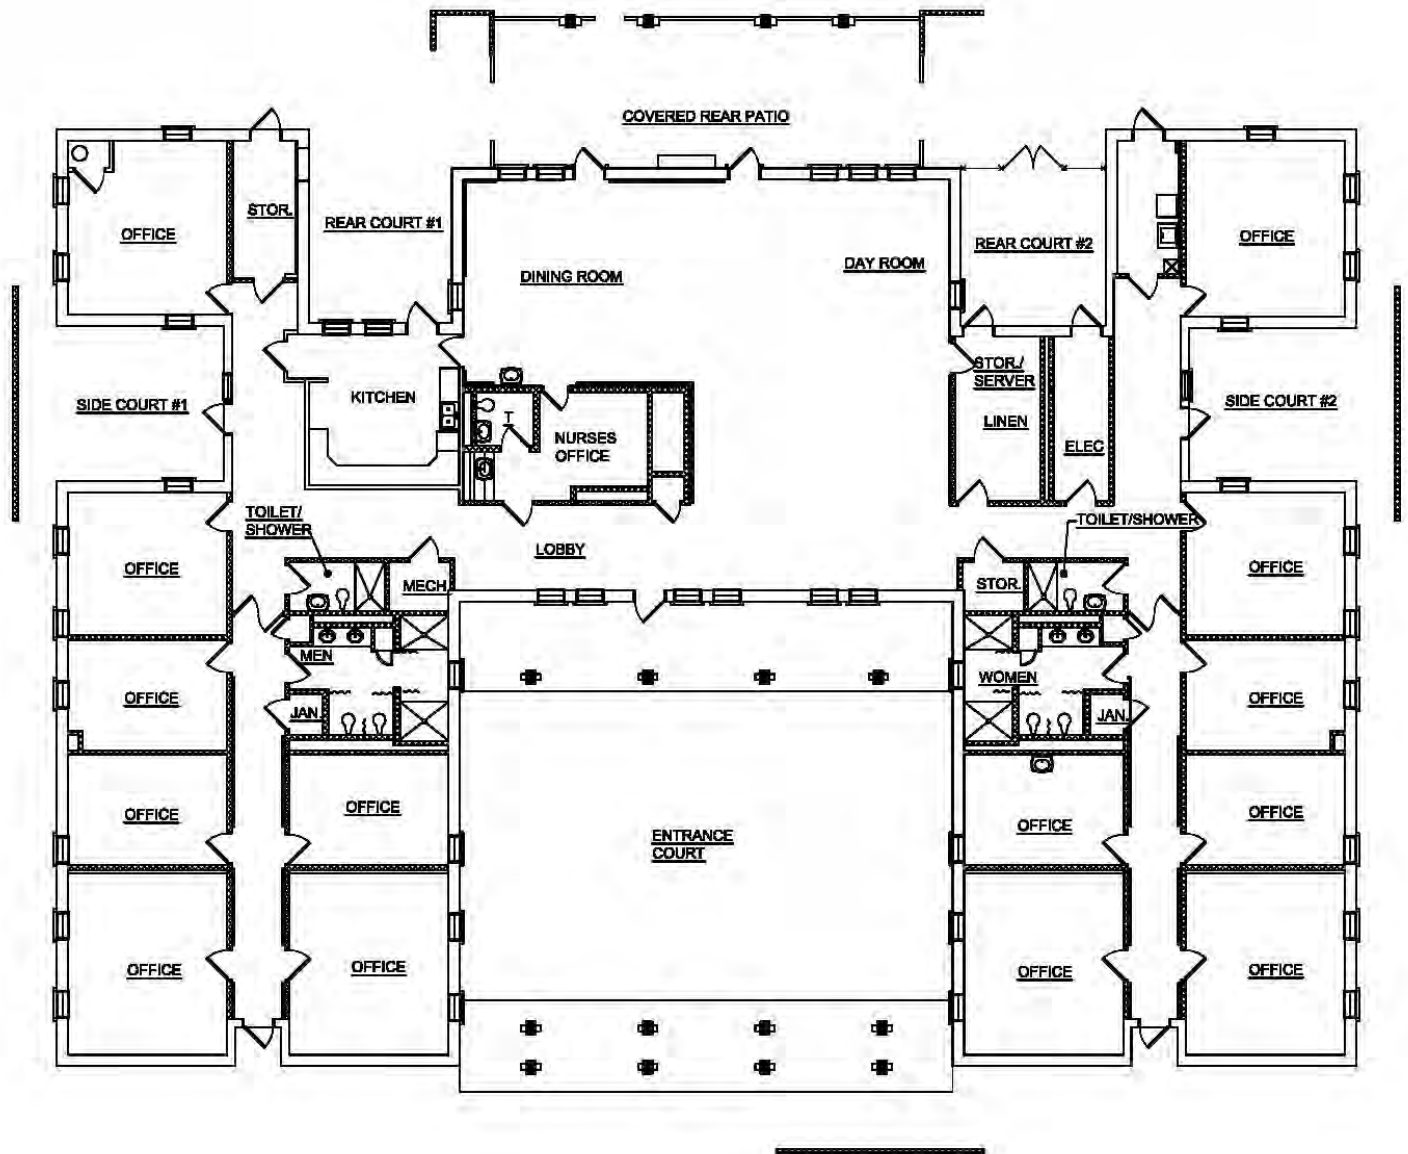 COVERED REAR PATIO
STOR.
REAR COURT #1
OFFICE
DINING ROOM
DAY ROOM
REAR COURT #2
OFFICE
SIDE COURT #1
KITCHEN
T
NURSES
OFFICE
STOR./
SERVER
LINEN
ELEC
SIDE COURT #2
TOILET/
SHOWER
LOBBY
TOILET/SHOWER
OFFICE
MECH.
STOR.
OFFICE
MEN
WOMEN
OFFICE
JAN.
JAN.
OFFICE
OFFICE
OFFICE
ENTRANCE
COURT
OFFICE
OFFICE
OFFICE
OFFICE
OFFICE
OFFICE